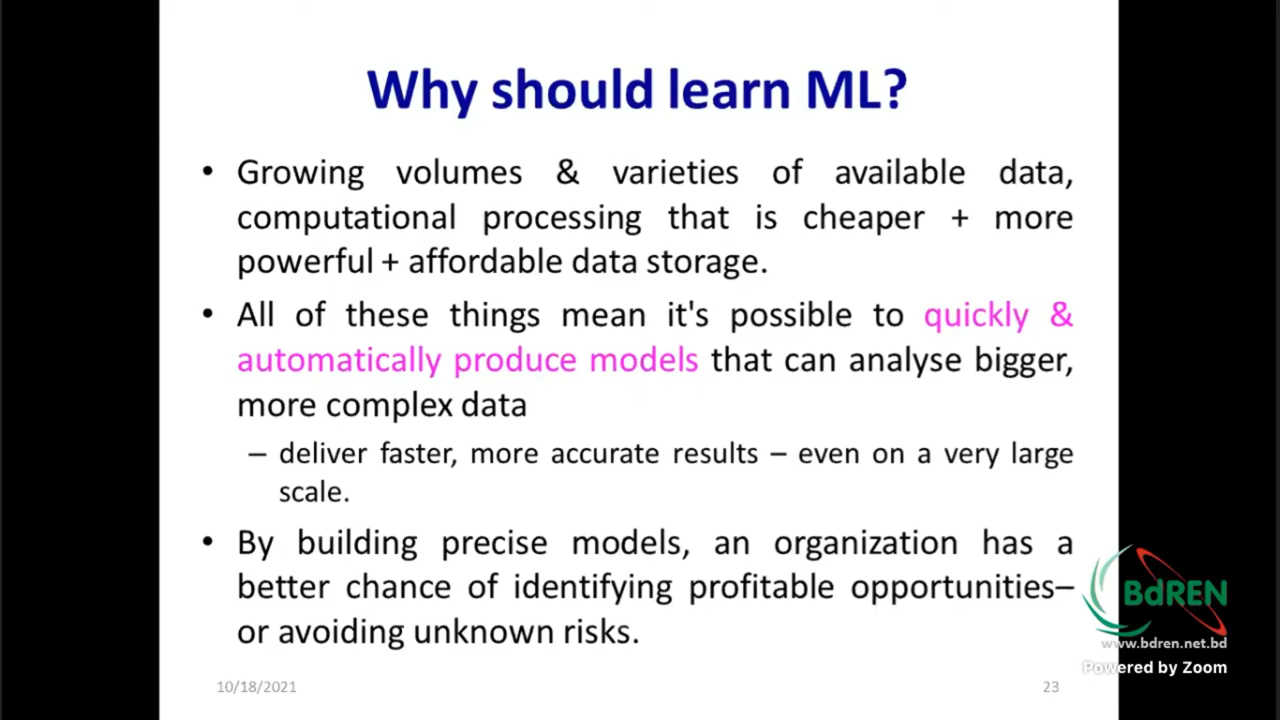 Why should learn ML?
• Growing volumes & varieties of available data,
computational processing that is cheaper + more
powerful + affordable data storage.
• All of these things mean it's possible to quickly &
automatically produce models that can analyse bigger,
more complex data
– deliver faster, more accurate results – even on a very large
scale.
• By building precise models, an organization has a
better chance of identifying profitable opportunities–
or avoiding unknown risks.
BdREN
www.bdren.net.bd
Powered by Zoom
10/18/2021
23